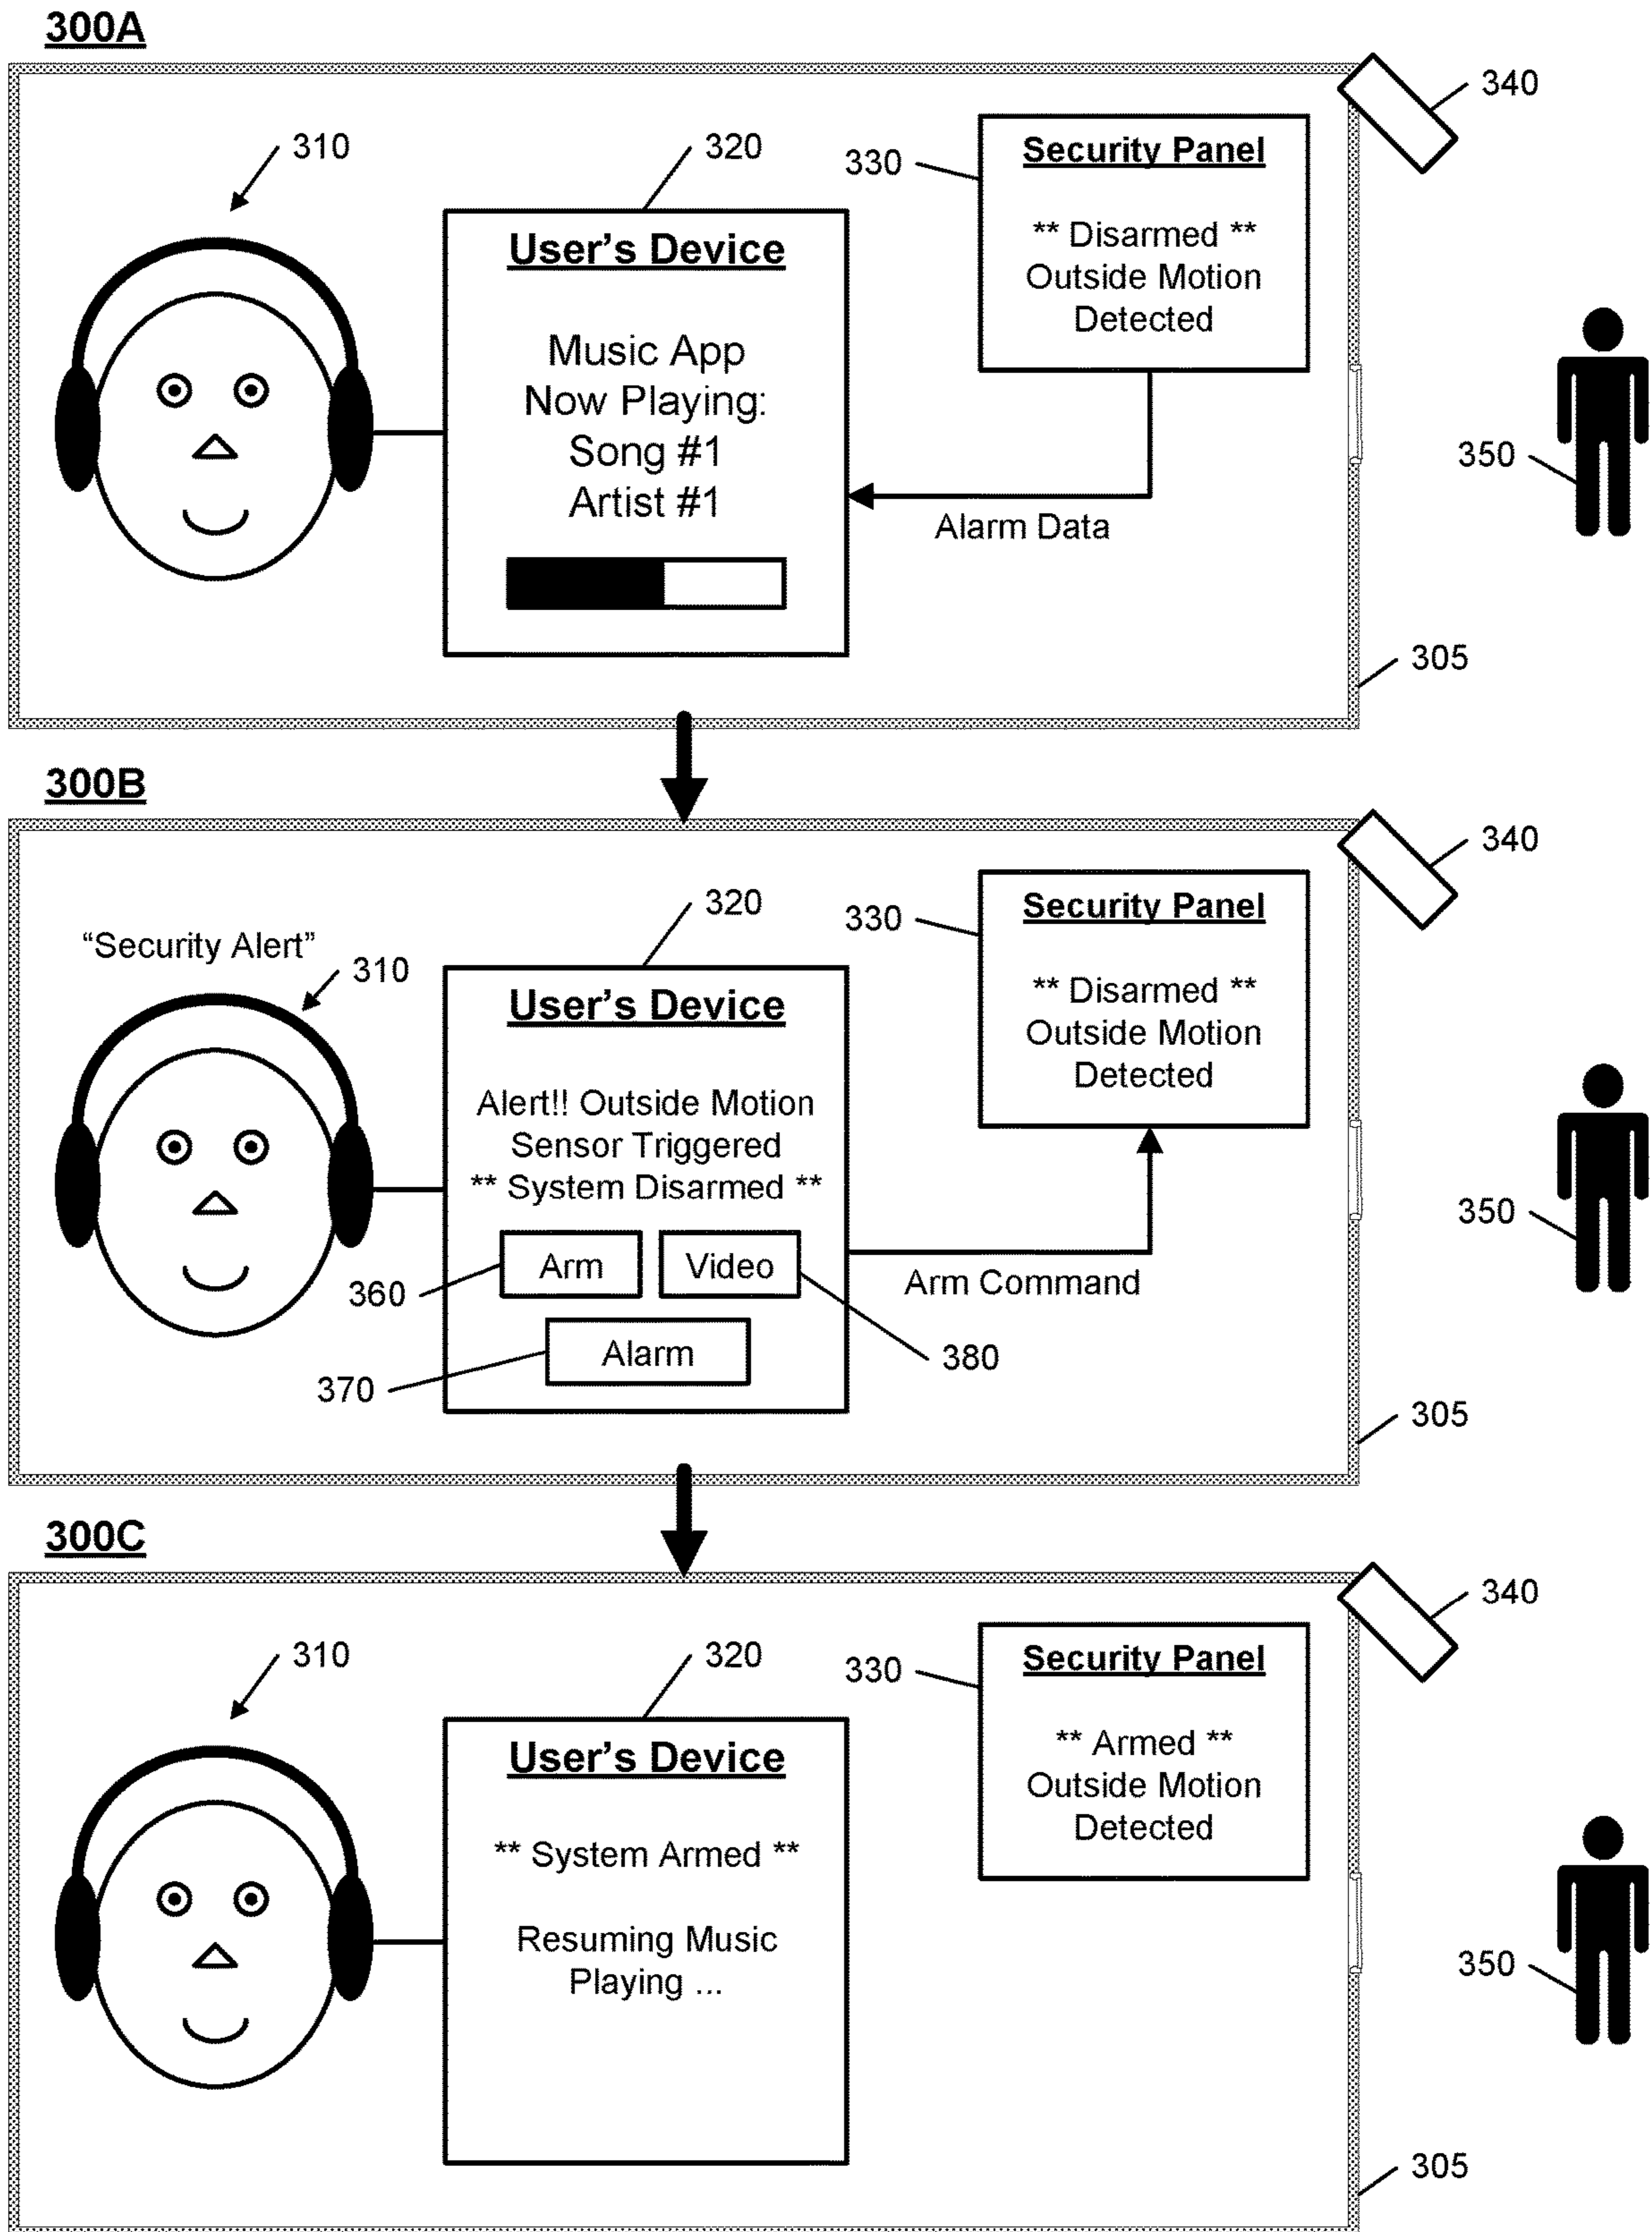 300A
340
310
320
330
Security Panel
** Disarmed **
Outside Motion
Detected
User's Device
Music App
Now Playing:
Song #1
Artist #1
Alarm Data
350
305
300B
340
320
330
Security Panel
“Security Alert”
310
** Disarmed **
Outside Motion
Detected
User's Device
Alert!! Outside Motion
Sensor Triggered
** System Disarmed **
Arm
Video
360
Arm Command
Alarm
380
370
350
305
300C
340
310
320
330
Security Panel
** Armed **
Outside Motion
Detected
User's Device
** System Armed **
Resuming Music
Playing ...
350
305